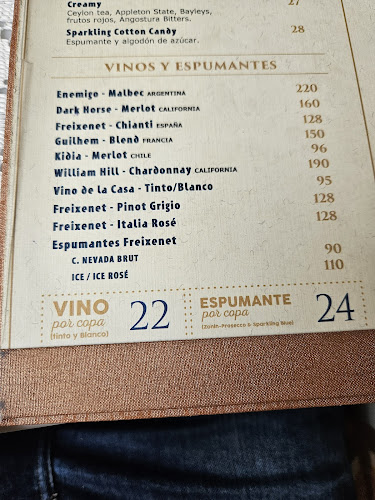 Creamy 27
Ceylon tea, Appleton State, Bayleys,
frutos rojos, Angostura Bitters.
Sparkling Cotton Candy 28
Espumante y algodón de azúcar.
VINOS Y ESPUMANTES
Enemigo - Malbec ARGENTINA 220
Dark Horse - Merlot CALIFORNIA 160
Freixenet - Chianti ESPAÑA 128
Guilhem - Blend FRANCIA 150
Kidia - Merlot CHILE 96
William Hill - Chardonnay CALIFORNIA 190
Vino de la Casa - Tinto/Blanco 95
Freixenet - Pinot Grigio 128
Freixenet - Italia Rosé 128
Espumantes Freixenet
C. NEVADA BRUT 90
ICE / ICE ROSÉ 110
VINO
por copa 22
(tinto y Blanco)
ESPUMANTE
por copa 24
(Zonin-Prosecco & Sparkling Blue)